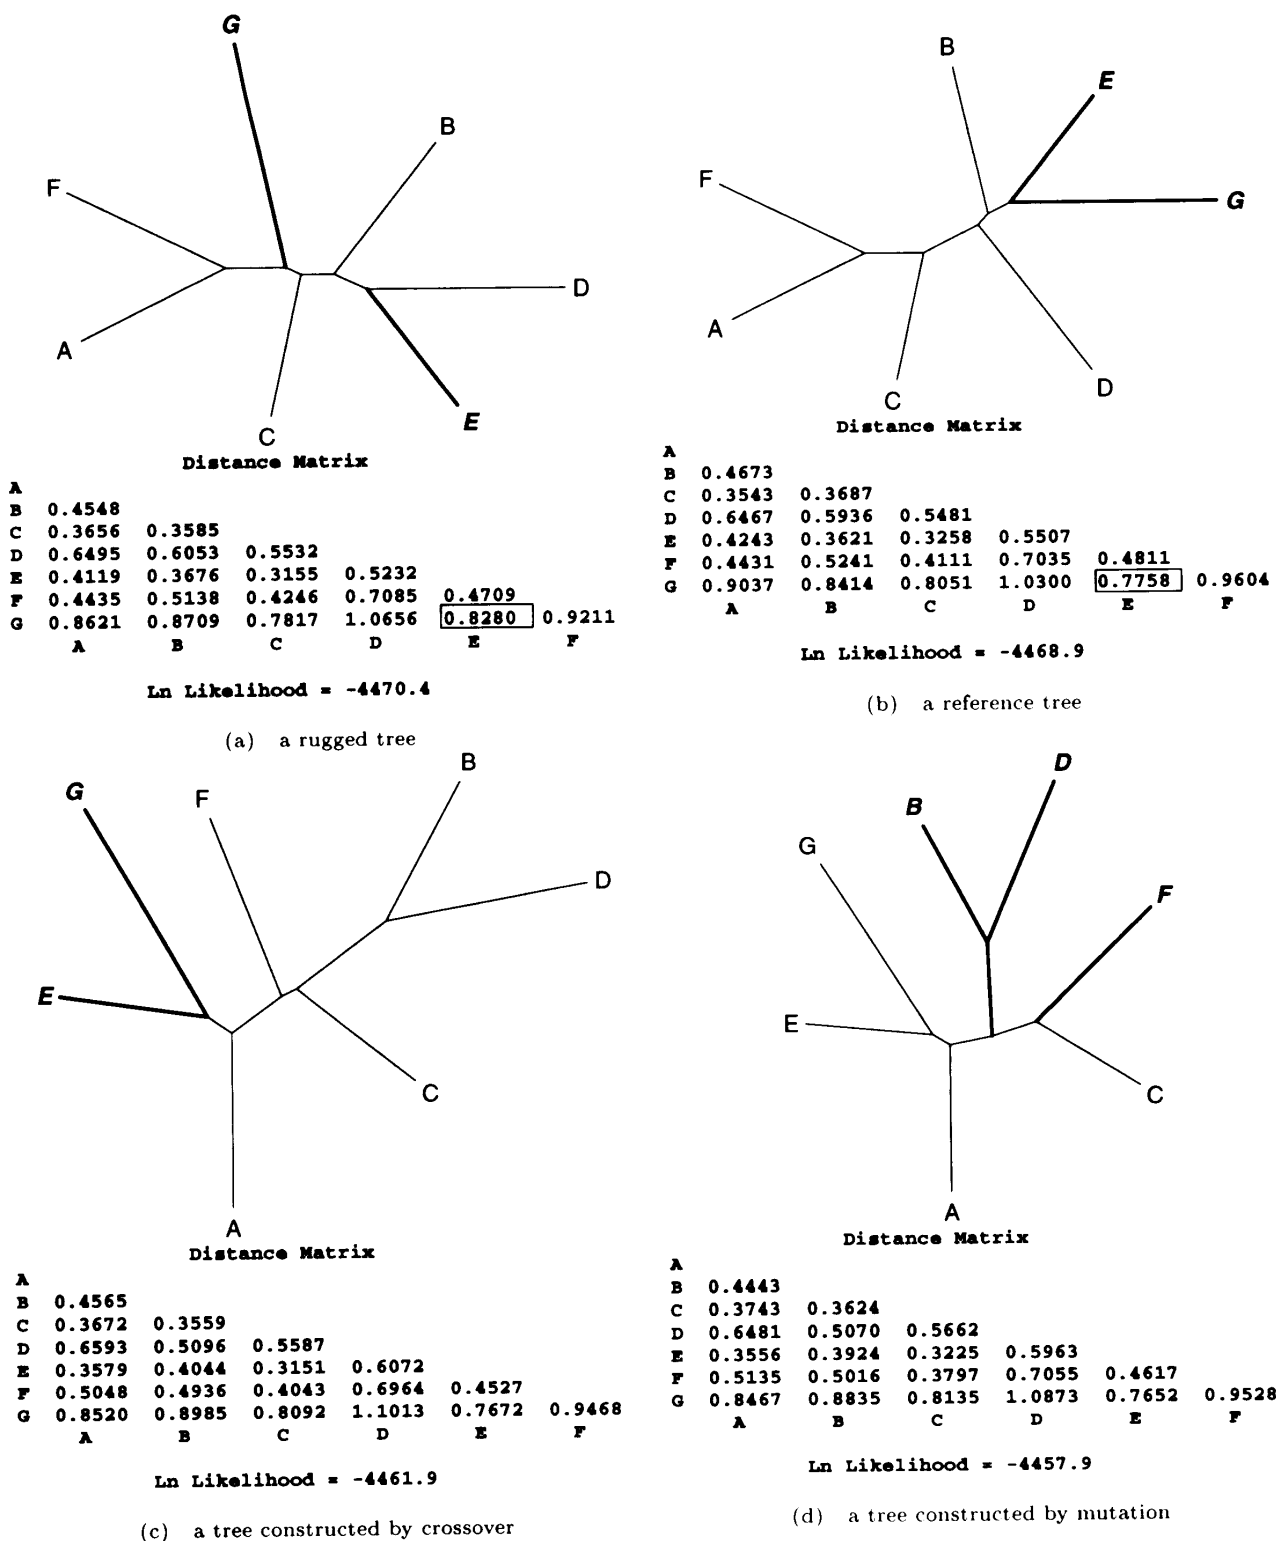 G
B
F
D
A
E
C
Distance Matrix
A
B 0.4548
C 0.3656 0.3585
D 0.6495 0.6053 0.5532
E 0.4119 0.3676 0.3155 0.5232
F 0.4435 0.5138 0.4246 0.7085 0.4709
G 0.8621 0.8709 0.7817 1.0656 0.8280 0.9211
A B C D E F
Ln Likelihood = -4470.4
(a) a rugged tree
B
E
F
G
A
D
C
Distance Matrix
A
B 0.4673
C 0.3543 0.3687
D 0.6467 0.5936 0.5481
E 0.4243 0.3621 0.3258 0.5507
F 0.4431 0.5241 0.4111 0.7035 0.4811
G 0.9037 0.8414 0.8051 1.0300 0.7758 0.9604
A B C D E F
Ln Likelihood = -4468.9
(b) a reference tree
B
G
F
D
E
C
A
Distance Matrix
A
B 0.4565
C 0.3672 0.3559
D 0.6593 0.5096 0.5587
E 0.3579 0.4044 0.3151 0.6072
F 0.5048 0.4936 0.4043 0.6964 0.4527
G 0.8520 0.8985 0.8092 1.1013 0.7672 0.9468
A B C D E F
Ln Likelihood = -4461.9
(c) a tree constructed by crossover
D
B
G
F
E
C
A
Distance Matrix
A
B 0.4443
C 0.3743 0.3624
D 0.6481 0.5070 0.5662
E 0.3556 0.3924 0.3225 0.5963
F 0.5135 0.5016 0.3797 0.7055 0.4617
G 0.8467 0.8835 0.8135 1.0873 0.7652 0.9528
A B C D E F
Ln Likelihood = -4457.9
(d) a tree constructed by mutation